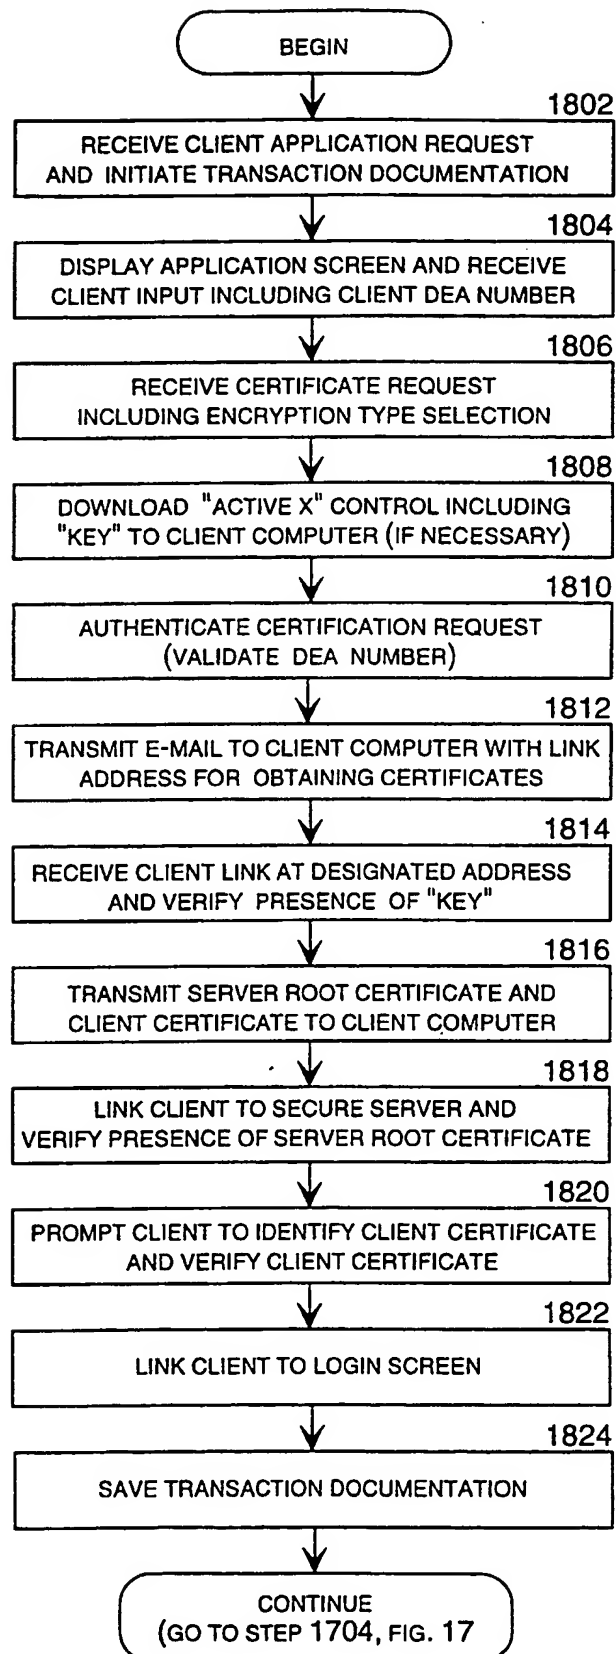 BEGIN
1802
RECEIVE CLIENT APPLICATION REQUEST
AND INITIATE TRANSACTION DOCUMENTATION
1804
DISPLAY APPLICATION SCREEN AND RECEIVE
CLIENT INPUT INCLUDING CLIENT DEA NUMBER
1806
RECEIVE CERTIFICATE REQUEST
INCLUDING ENCRYPTION TYPE SELECTION
1808
DOWNLOAD "ACTIVE X" CONTROL INCLUDING
"KEY" TO CLIENT COMPUTER (IF NECESSARY)
1810
AUTHENTICATE CERTIFICATION REQUEST
(VALIDATE DEA NUMBER)
1812
TRANSMIT E-MAIL TO CLIENT COMPUTER WITH LINK
ADDRESS FOR OBTAINING CERTIFICATES
1814
RECEIVE CLIENT LINK AT DESIGNATED ADDRESS
AND VERIFY PRESENCE OF "KEY"
1816
TRANSMIT SERVER ROOT CERTIFICATE AND
CLIENT CERTIFICATE TO CLIENT COMPUTER
1818
LINK CLIENT TO SECURE SERVER AND
VERIFY PRESENCE OF SERVER ROOT CERTIFICATE
1820
PROMPT CLIENT TO IDENTIFY CLIENT CERTIFICATE
AND VERIFY CLIENT CERTIFICATE
1822
LINK CLIENT TO LOGIN SCREEN
1824
SAVE TRANSACTION DOCUMENTATION
CONTINUE
(GO TO STEP 1704, FIG. 17